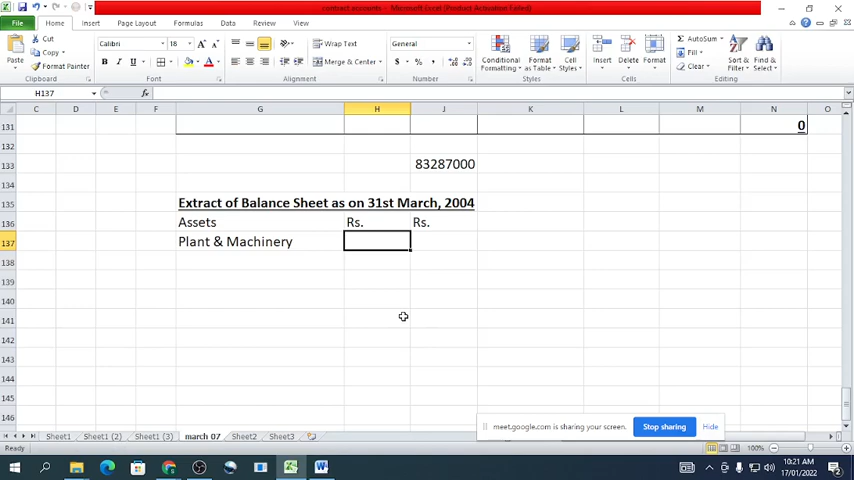 contract accounts - Microsoft Excel (Product Activation Failed)
File Home Insert Page Layout Formulas Data Review View
Cut
Copy
Format Painter
Paste
Clipboard
Calibri 18
B I U
Font
Wrap Text
Merge & Center
Alignment
General
$ % ,
Number
Conditional Formatting
Format as Table
Cell Styles
Styles
Insert
Delete
Format
Cells
AutoSum
Fill
Clear
Sort & Filter
Find & Select
Editing
H137 fx
C D E F G H J K L M N O
131 0
132
133 83287000
134
135 Extract of Balance Sheet as on 31st March, 2004
136 Assets Rs. Rs.
137 Plant & Machinery
138
139
140
141
142
143
144
145
146
meet.google.com is sharing your screen. Stop sharing Hide
Sheet1 Sheet1 (2) Sheet1 (3) march 07 Sheet2 Sheet3
Ready 100%
10:21 AM
17/01/2022
2